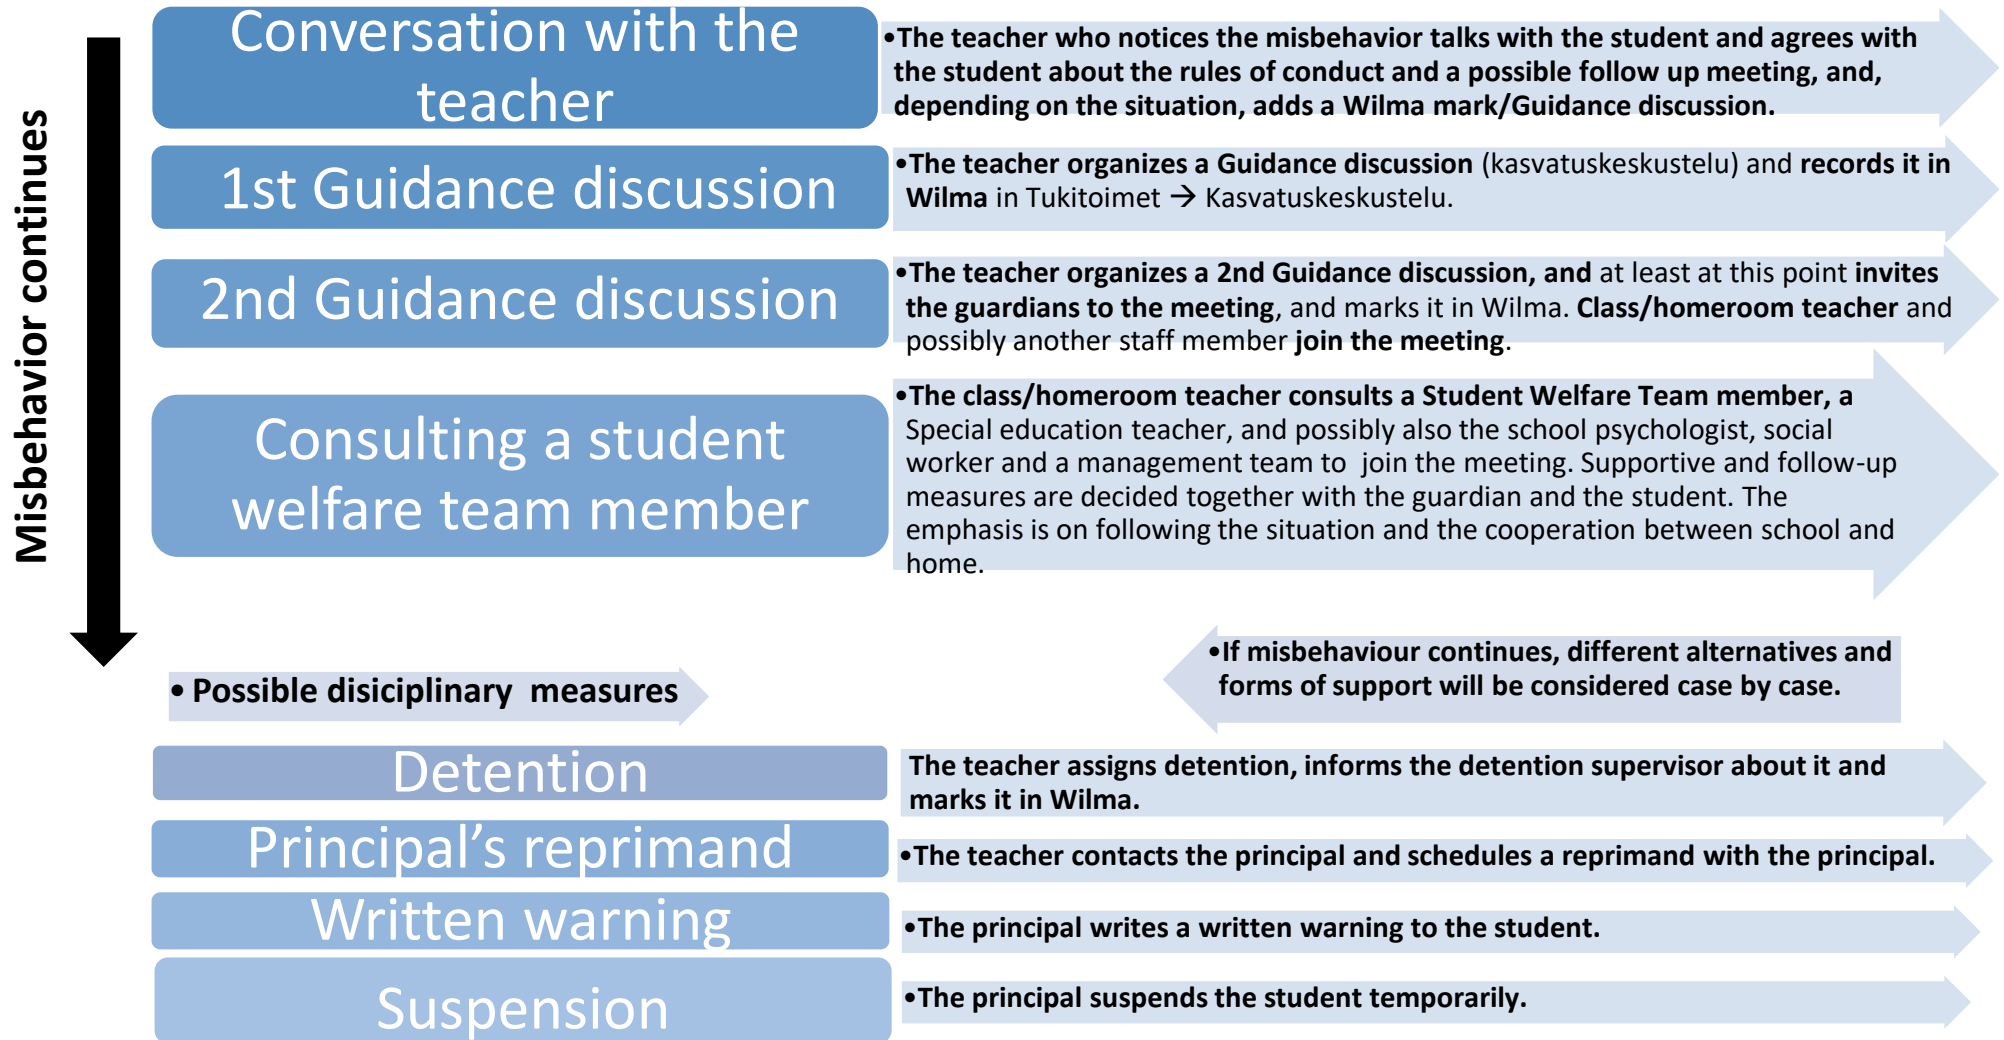 Misbehavior continues
Conversation with the
teacher
•The teacher who notices the misbehavior talks with the student and agrees with
the student about the rules of conduct and a possible follow up meeting, and,
depending on the situation, adds a Wilma mark/Guidance discussion.
1st Guidance discussion
•The teacher organizes a Guidance discussion (kasvatuskeskustelu) and records it in
Wilma in Tukitoimet → Kasvatuskeskustelu.
2nd Guidance discussion
•The teacher organizes a 2nd Guidance discussion, and at least at this point invites
the guardians to the meeting, and marks it in Wilma. Class/homeroom teacher and
possibly another staff member join the meeting.
Consulting a student
welfare team member
•The class/homeroom teacher consults a Student Welfare Team member, a
Special education teacher, and possibly also the school psychologist, social
worker and a management team to join the meeting. Supportive and follow-up
measures are decided together with the guardian and the student. The
emphasis is on following the situation and the cooperation between school and
home.
•If misbehaviour continues, different alternatives and
forms of support will be considered case by case.
• Possible disiciplinary measures
Detention
The teacher assigns detention, informs the detention supervisor about it and
marks it in Wilma.
Principal’s reprimand
•The teacher contacts the principal and schedules a reprimand with the principal.
Written warning
•The principal writes a written warning to the student.
Suspension
•The principal suspends the student temporarily.